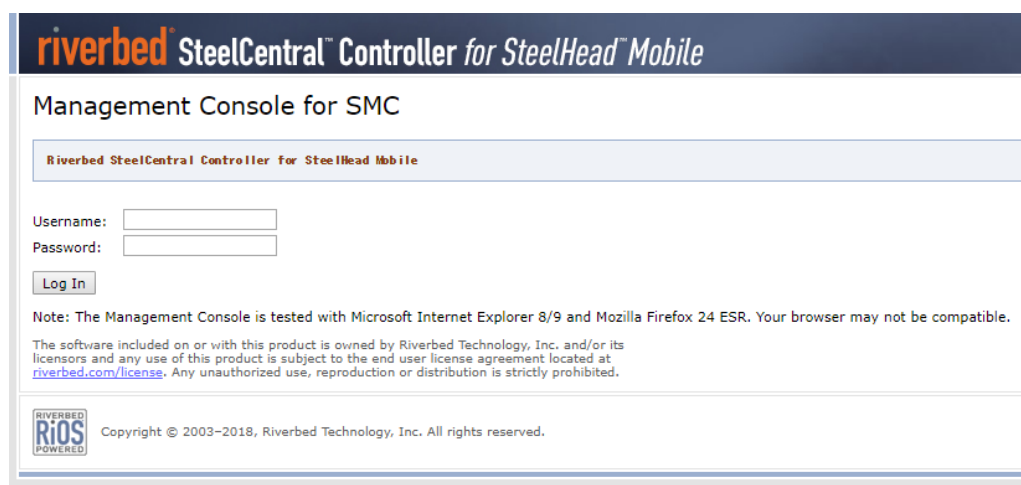 riverbed® SteelCentral™ Controller for SteelHead™ Mobile
Management Console for SMC
Riverbed SteelCentral Controller for SteelHead Mobile
Username:
Password:
Log In
Note: The Management Console is tested with Microsoft Internet Explorer 8/9 and Mozilla Firefox 24 ESR. Your browser may not be compatible.
The software included on or with this product is owned by Riverbed Technology, Inc. and/or its
licensors and any use of this product is subject to the end user license agreement located at
riverbed.com/license. Any unauthorized use, reproduction or distribution is strictly prohibited.
RIVERBED
RiOS
POWERED
Copyright © 2003–2018, Riverbed Technology, Inc. All rights reserved.